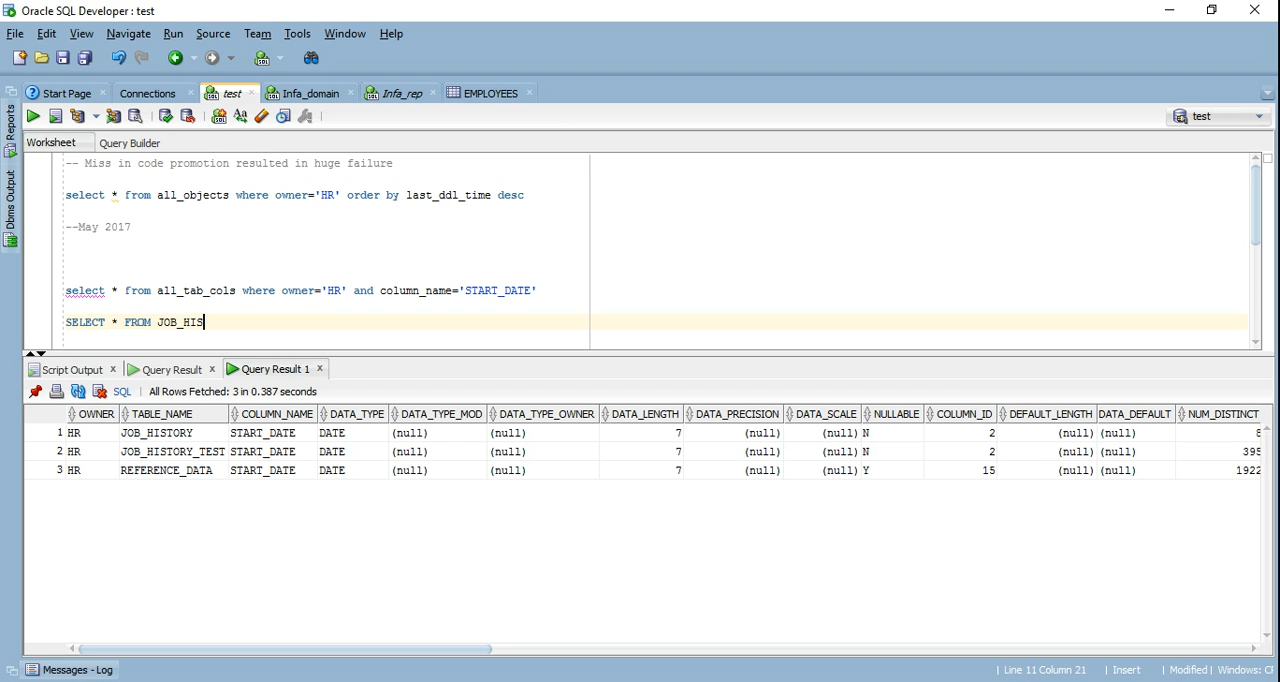 Oracle SQL Developer : test
File Edit View Navigate Run Source Team Tools Window Help
Start Page Connections test Infa_domain Infa_rep EMPLOYEES
test
Reports
Dbms Output
Worksheet Query Builder
-- Miss in code promotion resulted in huge failure
select * from all_objects where owner='HR' order by last_ddl_time desc
--May 2017
select * from all_tab_cols where owner='HR' and column_name='START_DATE'
SELECT * FROM JOB_HIS
Script Output Query Result Query Result 1
SQL All Rows Fetched: 3 in 0.387 seconds
OWNER TABLE_NAME COLUMN_NAME DATA_TYPE DATA_TYPE_MOD DATA_TYPE_OWNER DATA_LENGTH DATA_PRECISION DATA_SCALE NULLABLE COLUMN_ID DEFAULT_LENGTH DATA_DEFAULT NUM_DISTINCT
1 HR JOB_HISTORY START_DATE DATE (null) (null) 7 (null) (null) N 2 (null) (null)
2 HR JOB_HISTORY_TEST START_DATE DATE (null) (null) 7 (null) (null) N 2 (null) (null) 395
3 HR REFERENCE_DATA START_DATE DATE (null) (null) 7 (null) (null) Y 15 (null) (null) 1922
Messages - Log
Line 11 Column 21 Insert Modified Windows: